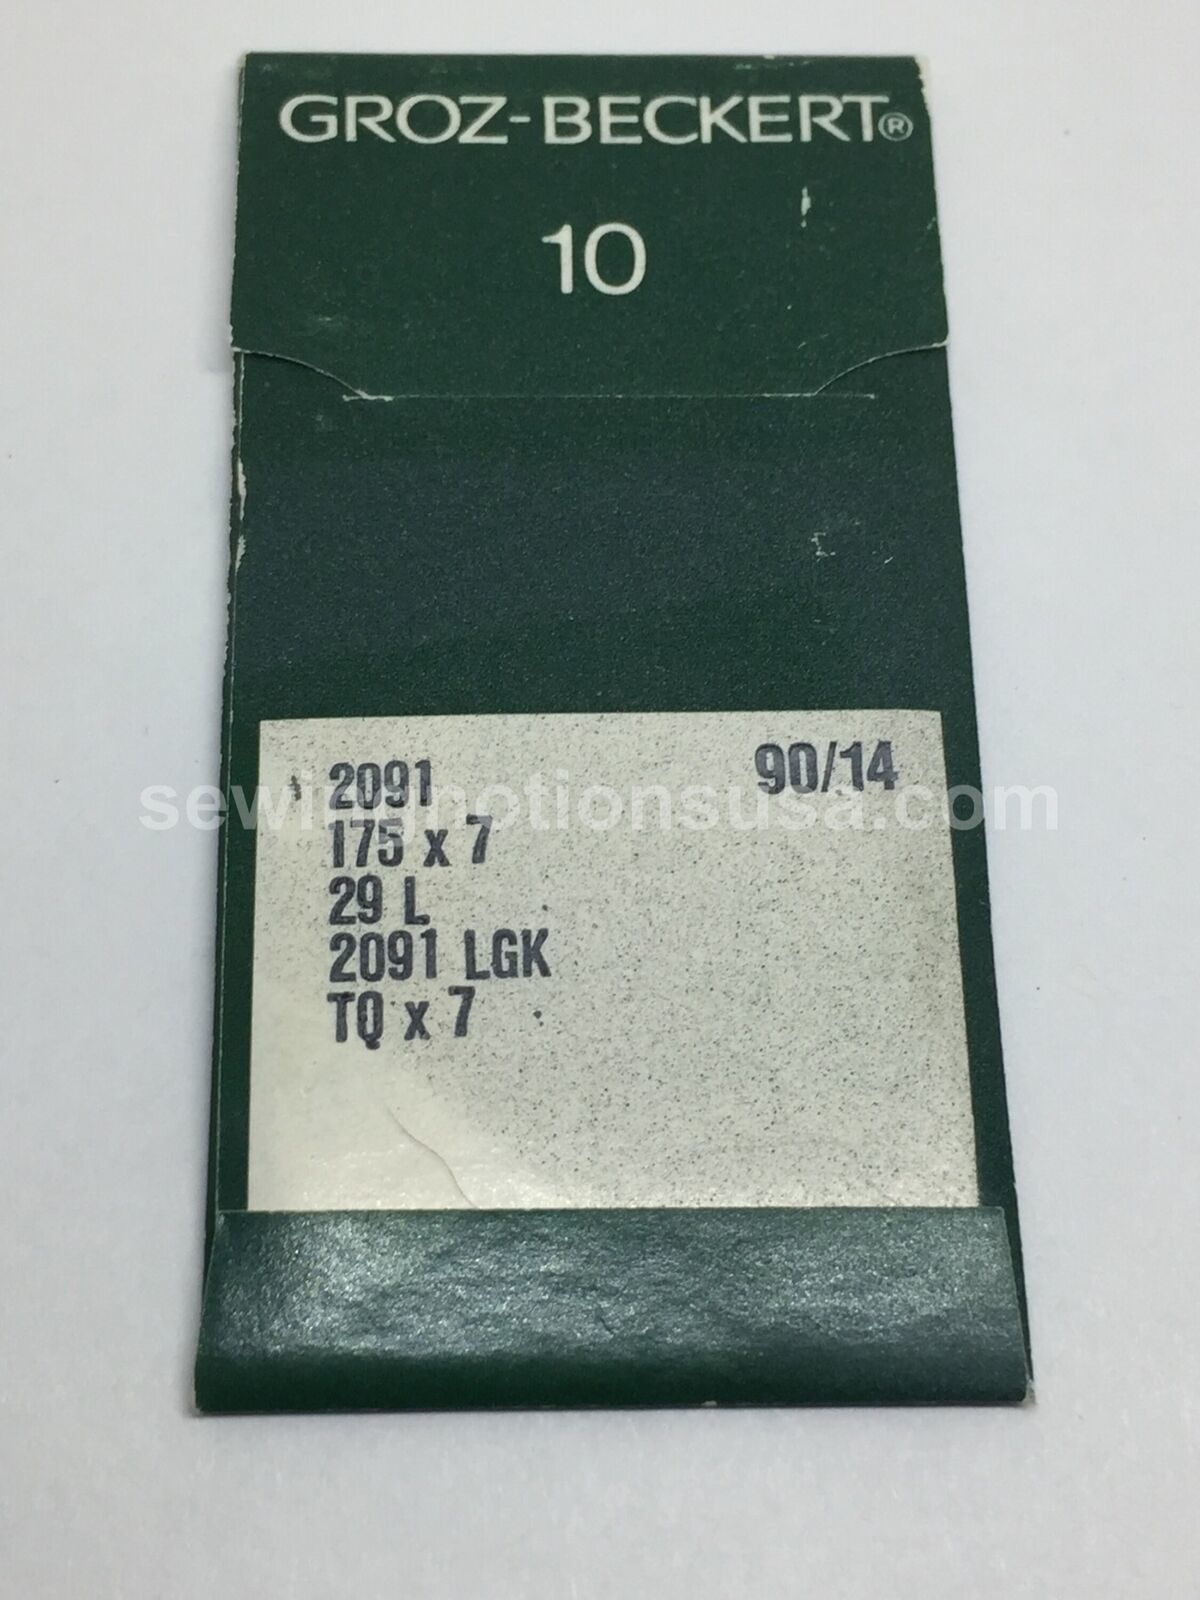 GROZ-BECKERT®
10
2091 90/14
sewingnotionsusa.com
175 x 7
29 L
2091 LGK
TQ x 7